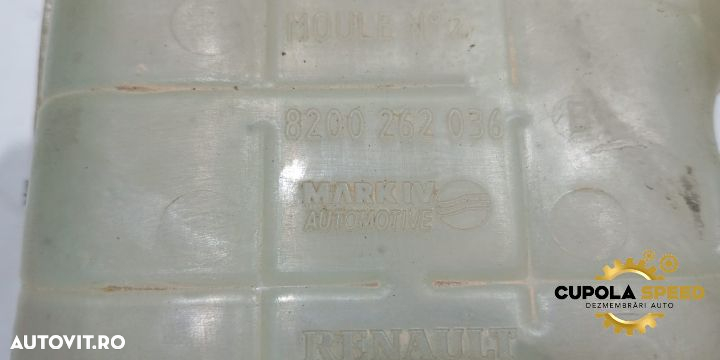 MOULE N°2
8200 262 036
MARK IV
AUTOMOTIVE
RENAULT
CUPOLA SPEED
DEZMEMBRĂRI AUTO
AUTOVIT.RO